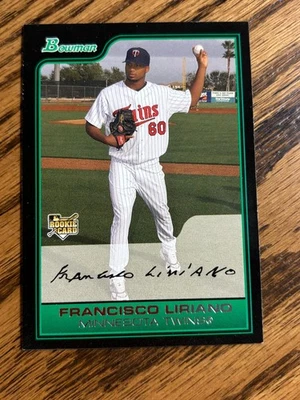 Bowman
Twins
60
ROOKIE CARD
Francisco LIRIANO
FRANCISCO LIRIANO
MINNESOTA TWINS®